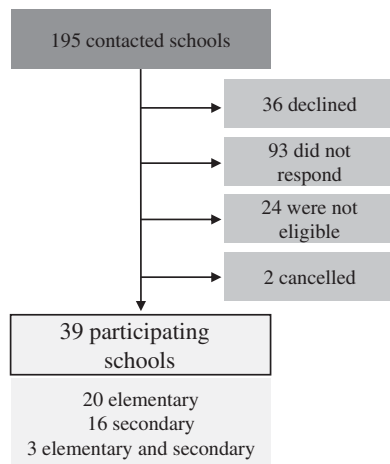 195 contacted schools
36 declined
93 did not
respond
24 were not
eligible
2 cancelled
39 participating
schools
20 elementary
16 secondary
3 elementary and secondary